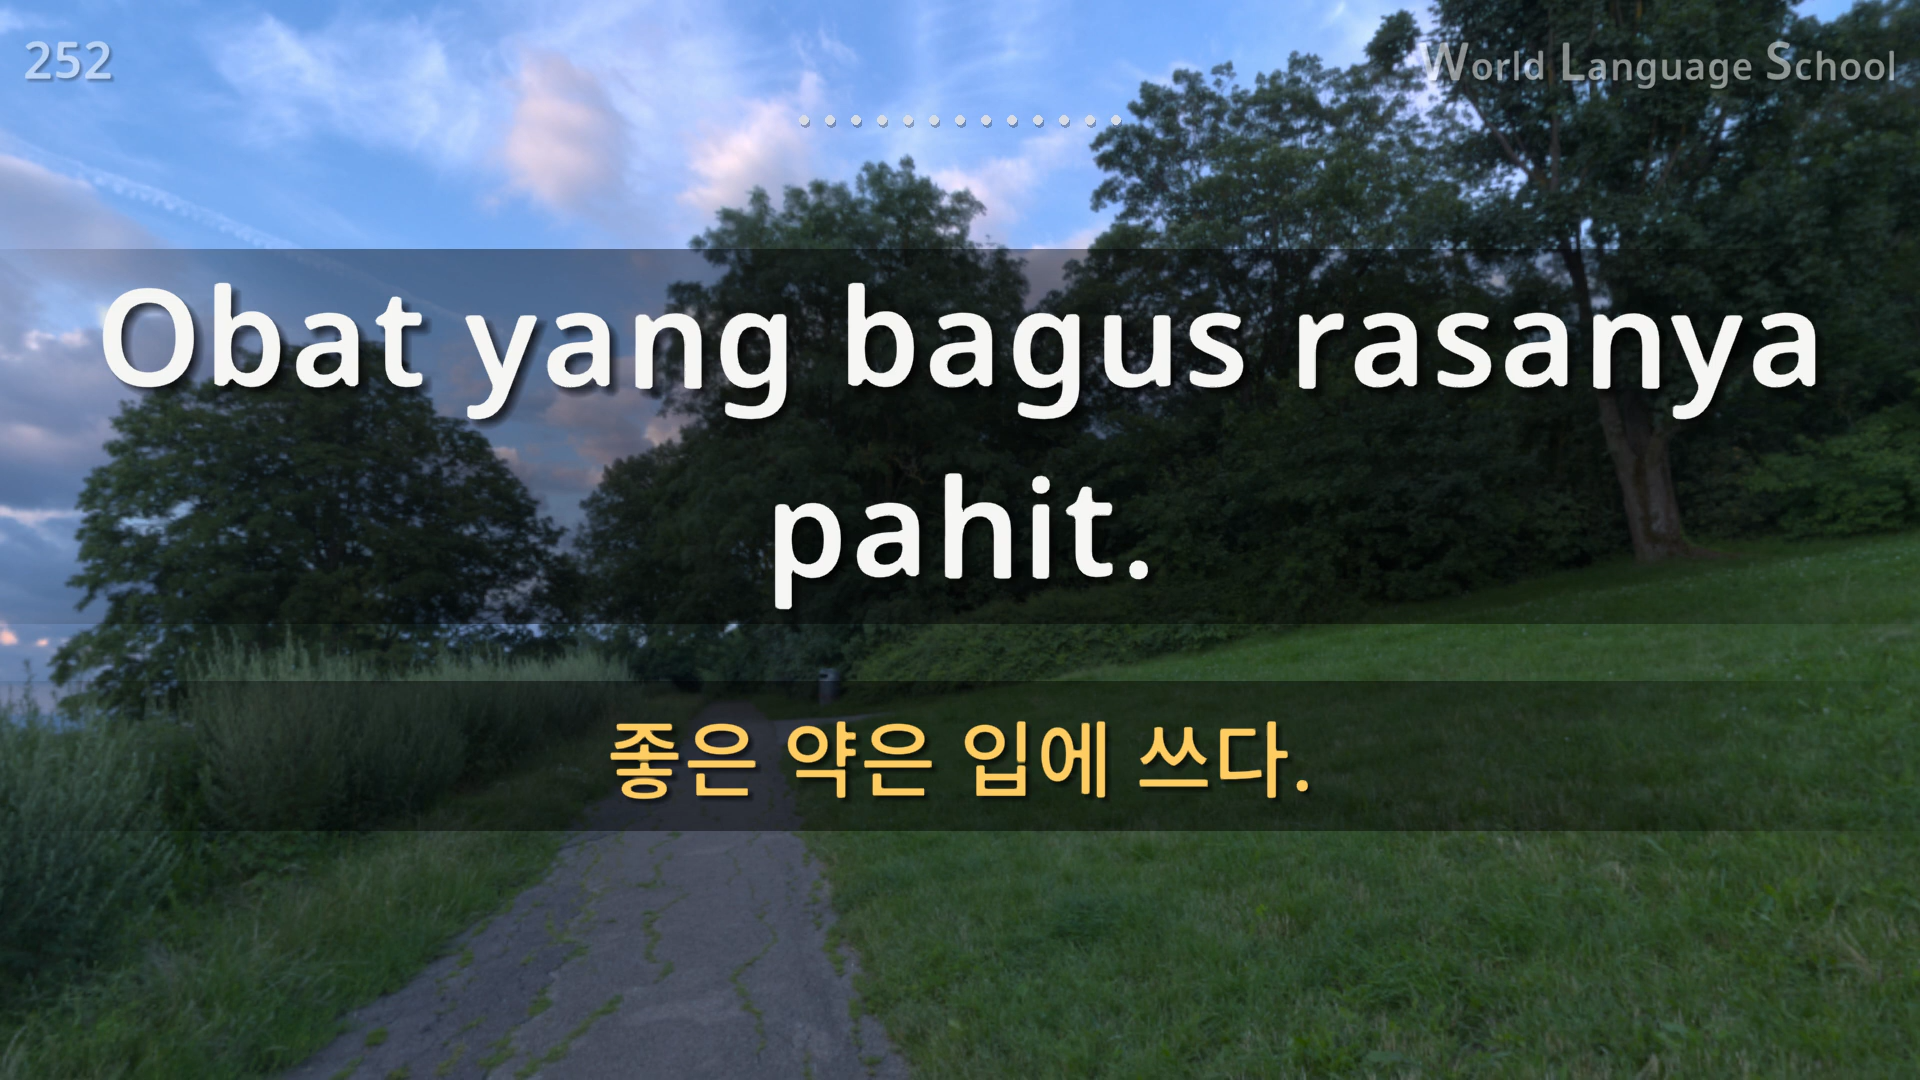 252
World Language School
............
Obat yang bagus rasanya
pahit.
좋은 약은 입에 쓰다.